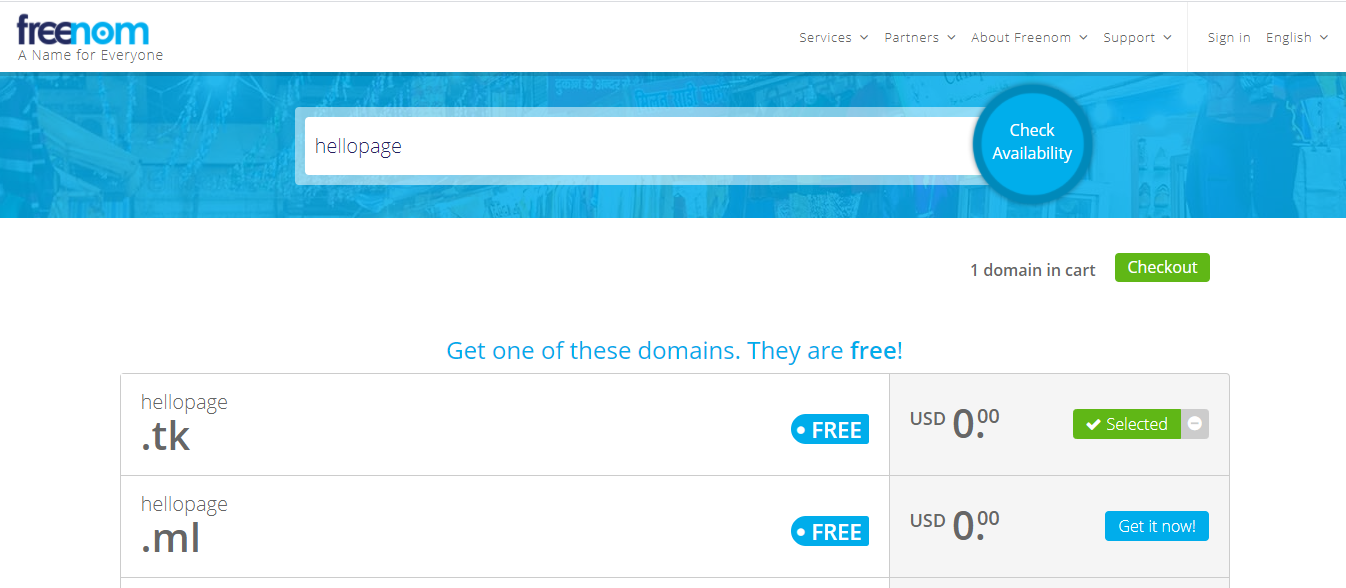 freenom
A Name for Everyone
Services Partners About Freenom Support Sign in English
hellopage
Check
Availability
1 domain in cart Checkout
Get one of these domains. They are free!
hellopage
.tk
FREE
USD 0.00
Selected
hellopage
.ml
FREE
USD 0.00
Get it now!